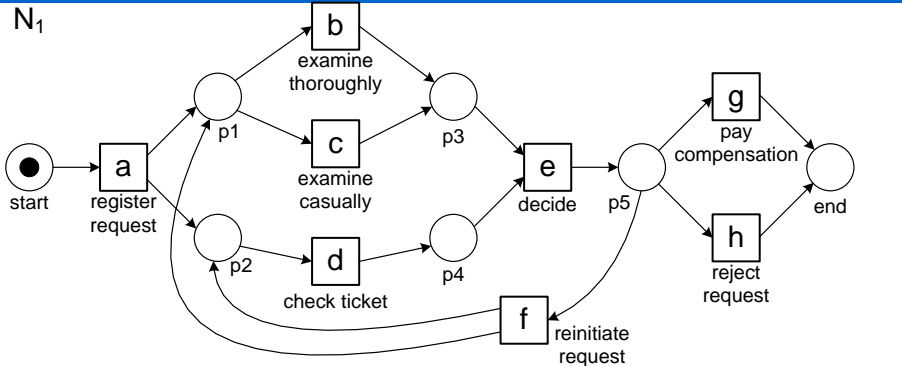 N₁
b
examine
thoroughly
p1
c
examine
casually
p3
g
pay
compensation
start
a
register
request
e
decide
p5
end
p2
d
check ticket
p4
h
reject
request
f
reinitiate
request